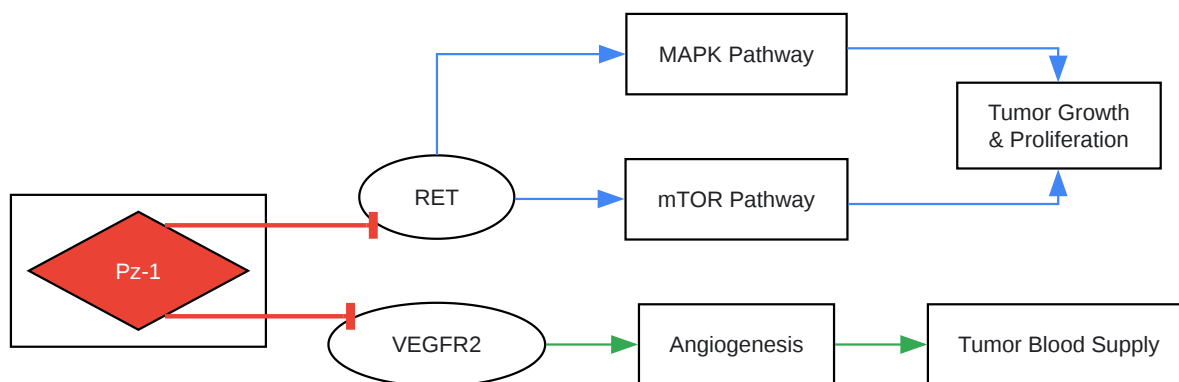 MAPK Pathway
Tumor Growth
& Proliferation
RET
mTOR Pathway
Pz-1
VEGFR2
Angiogenesis
Tumor Blood Supply